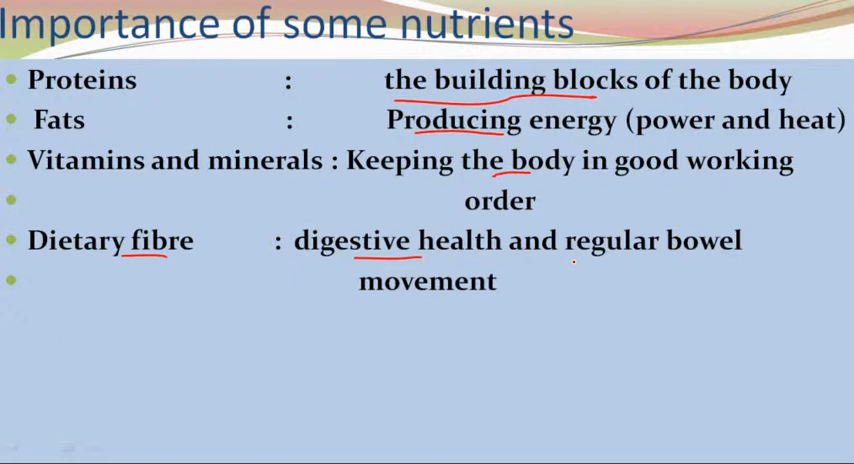 Importance of some nutrients
Proteins : the building blocks of the body
Fats : Producing energy (power and heat)
Vitamins and minerals : Keeping the body in good working
order
Dietary fibre : digestive health and regular bowel
movement